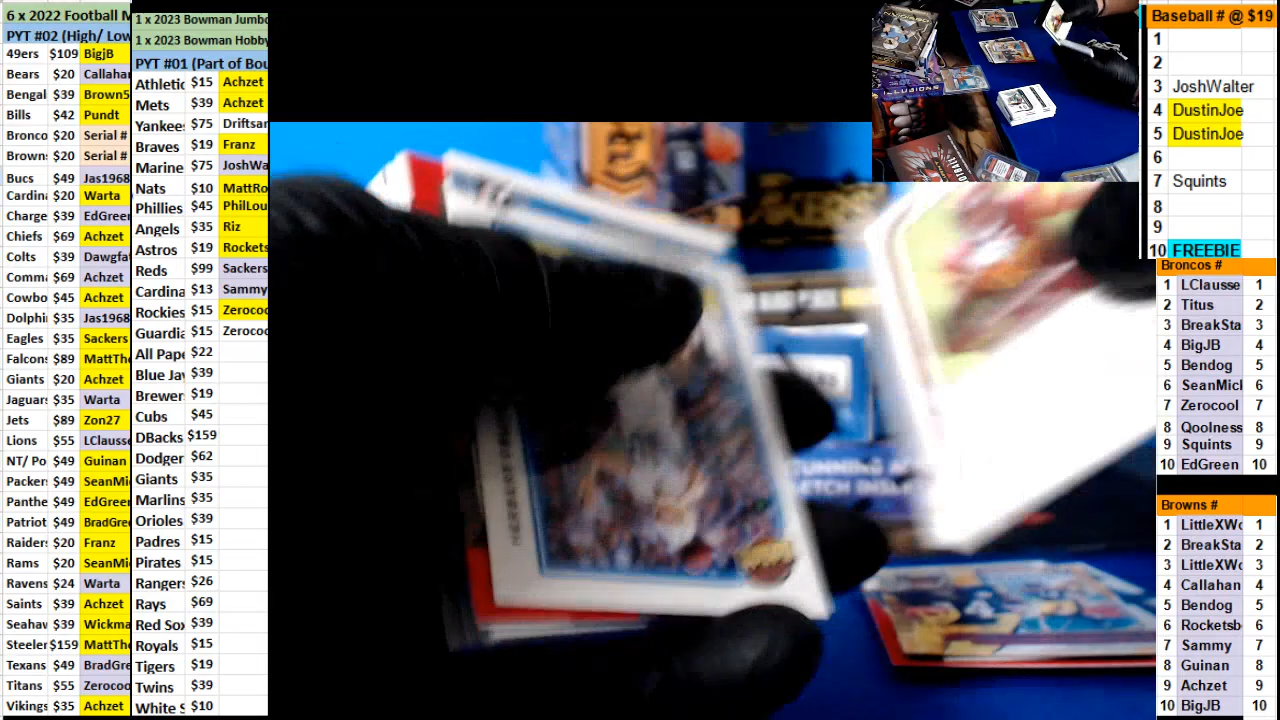 6 x 2022 Football M
PYT #02 (High/ Low
49ers $109 BigjB
Bears $20 Callahar
Bengal $39 Brown5
Bills $42 Pundt
Bronco $20 Serial #
Brown $20 Serial #
Bucs $49 Jas1968
Cardina $20 Warta
Charge $39 EdGreer
Chiefs $69 Achzet
Colts $39 Dawgfa
Comma $69 Achzet
Cowbo $45 Achzet
Dolphi $35 Jas1968
Eagles $35 Sackers
Falcons $89 MattThe
Giants $20 Achzet
Jaguar $35 Warta
Jets $89 Zon27
Lions $55 LClausse
NT/ Po $49 Guinan
Packer $49 SeanMi
Panthe $49 EdGreer
Patriot $49 BradGree
Raider $20 Franz
Rams $20 SeanMi
Ravens $24 Warta
Saints $39 Achzet
Seahaw $39 Wickma
Steeler $159 MattThe
Texans $49 BradGre
Titans $55 Zerocoo
Vikings $35 Achzet
1 x 2023 Bowman Jumbo
1 x 2023 Bowman Hobby
PYT #01 (Part of Bou
Athletic $15 Achzet
Mets $39 Achzet
Yankee $75 Driftsar
Braves $19 Franz
Marine $75 JoshWa
Nats $10 MattRo
Phillies $45 PhilLou
Angels $35 Riz
Astros $19 Rockets
Reds $99 Sackers
Cardina $13 Sammy
Rockies $15 Zerocoo
Guardia $15 Zerocoo
All Pape $22
Blue Jay $39
Brewer $19
Cubs $45
DBacks $159
Dodger $62
Giants $35
Marlins $35
Orioles $39
Padres $15
Pirates $15
Ranger $26
Rays $69
Red Sox $39
Royals $15
Tigers $19
Twins $39
White S $10
Baseball # @ $19
1
2
3 JoshWalter
4 DustinJoe
5 DustinJoe
6
7 Squints
8
9
10 FREEBIE
Broncos #
1 LClausse 1
2 Titus 2
3 BreakSta 3
4 BigJB 4
5 Bendog 5
6 SeanMick 6
7 Zerocool 7
8 Qoolness 8
9 Squints 9
10 EdGreen 10
Browns #
1 LittleXWo 1
2 BreakSta 2
3 LittleXWo 3
4 Callahan 4
5 Bendog 5
6 Rocketsb 6
7 Sammy 7
8 Guinan 8
9 Achzet 9
10 BigJB 10